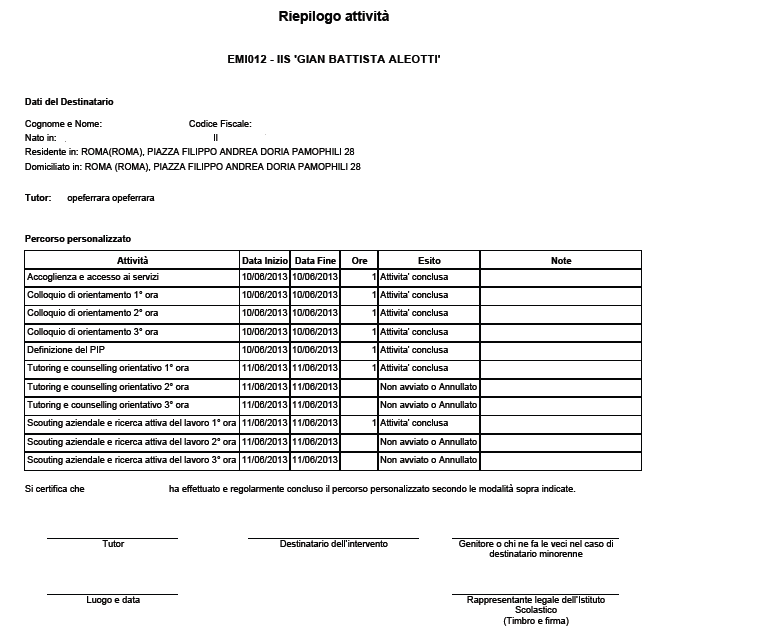 Riepilogo attività
EMI012 - IIS 'GIAN BATTISTA ALEOTTI'
Dati del Destinatario
Cognome e Nome: Codice Fiscale:
Nato in: Il
Residente in: ROMA(ROMA), PIAZZA FILIPPO ANDREA DORIA PAMOPHILI 28
Domiciliato in: ROMA (ROMA), PIAZZA FILIPPO ANDREA DORIA PAMOPHILI 28
Tutor: opeferrara opeferrara
Percorso personalizzato
Attività Data Inizio Data Fine Ore Esito Note
Accoglienza e accesso ai servizi 10/06/2013 10/06/2013 1 Attivita' conclusa
Colloquio di orientamento 1° ora 10/06/2013 10/06/2013 1 Attivita' conclusa
Colloquio di orientamento 2° ora 10/06/2013 10/06/2013 1 Attivita' conclusa
Colloquio di orientamento 3° ora 10/06/2013 10/06/2013 1 Attivita' conclusa
Definizione del PIP 10/06/2013 10/06/2013 1 Attivita' conclusa
Tutoring e counselling orientativo 1° ora 11/06/2013 11/06/2013 1 Attivita' conclusa
Tutoring e counselling orientativo 2° ora 11/06/2013 11/06/2013 Non avviato o Annullato
Tutoring e counselling orientativo 3° ora 11/06/2013 11/06/2013 Non avviato o Annullato
Scouting aziendale e ricerca attiva del lavoro 1° ora 11/06/2013 11/06/2013 1 Attivita' conclusa
Scouting aziendale e ricerca attiva del lavoro 2° ora 11/06/2013 11/06/2013 Non avviato o Annullato
Scouting aziendale e ricerca attiva del lavoro 3° ora 11/06/2013 11/06/2013 Non avviato o Annullato
Si certifica che ha effettuato e regolarmente concluso il percorso personalizzato secondo le modalità sopra indicate.
Tutor
Destinatario dell'intervento
Genitore o chi ne fa le veci nel caso di
destinatario minorenne
Luogo e data
Rappresentante legale dell'Istituto
Scolastico
(Timbro e firma)